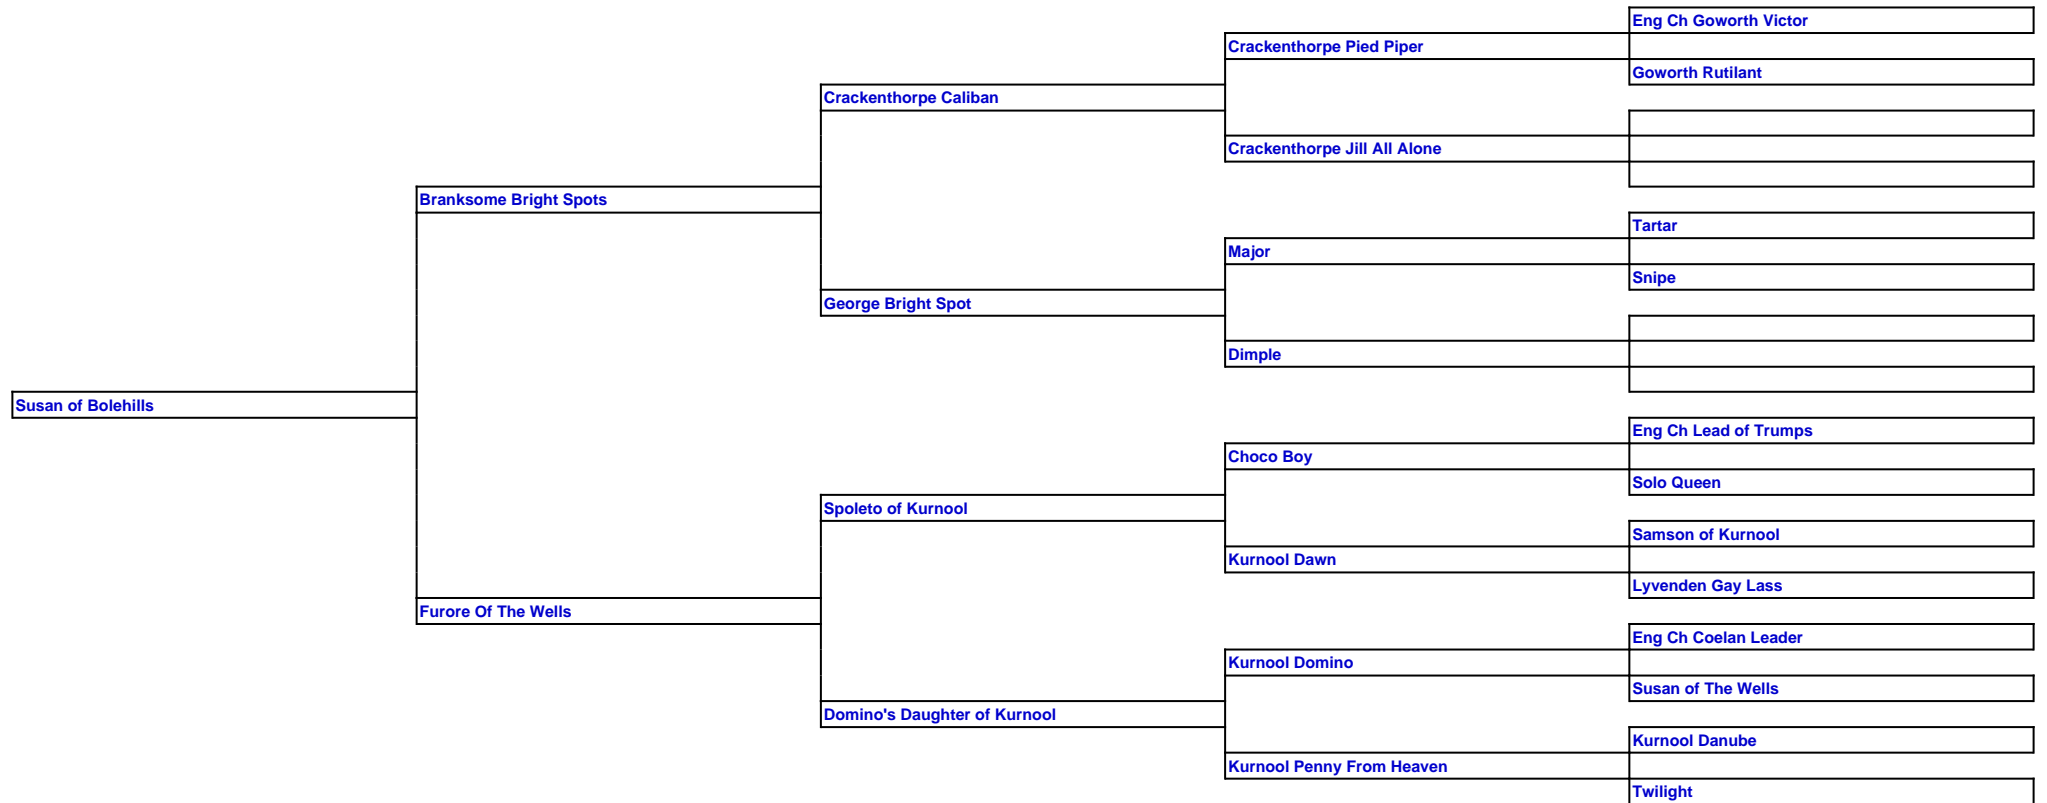 Eng Ch Goworth Victor
Crackenthorpe Pied Piper
Goworth Rutilant
Crackenthorpe Caliban
Crackenthorpe Jill All Alone
Branksome Bright Spots
Tartar
Major
Snipe
George Bright Spot
Dimple
Susan of Bolehills
Eng Ch Lead of Trumps
Choco Boy
Solo Queen
Spoleto of Kurnool
Samson of Kurnool
Kurnool Dawn
Lyvenden Gay Lass
Furore Of The Wells
Eng Ch Coelan Leader
Kurnool Domino
Susan of The Wells
Domino's Daughter of Kurnool
Kurnool Danube
Kurnool Penny From Heaven
Twilight